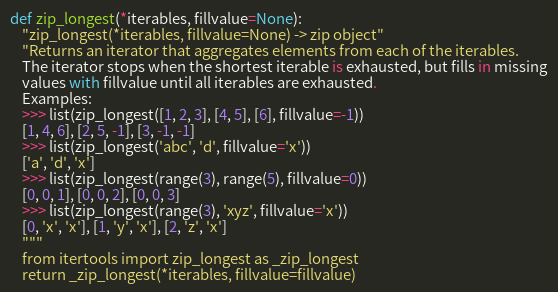 def zip_longest(*iterables, fillvalue=None):
"zip_longest(*iterables, fillvalue=None) -> zip object"
"Returns an iterator that aggregates elements from each of the iterables.
The iterator stops when the shortest iterable is exhausted, but fills in missing
values with fillvalue until all iterables are exhausted.
Examples:
>>> list(zip_longest([1, 2, 3], [4, 5], [6], fillvalue=-1))
[1, 4, 6], [2, 5, -1], [3, -1, -1]
>>> list(zip_longest('abc', 'd', fillvalue='x'))
['a', 'd', 'x']
>>> list(zip_longest(range(3), range(5), fillvalue=0))
[0, 0, 1], [0, 0, 2], [0, 0, 3]
>>> list(zip_longest(range(3), 'xyz', fillvalue='x'))
[0, 'x', 'x'], [1, 'y', 'x'], [2, 'z', 'x']
"""
from itertools import zip_longest as _zip_longest
return _zip_longest(*iterables, fillvalue=fillvalue)